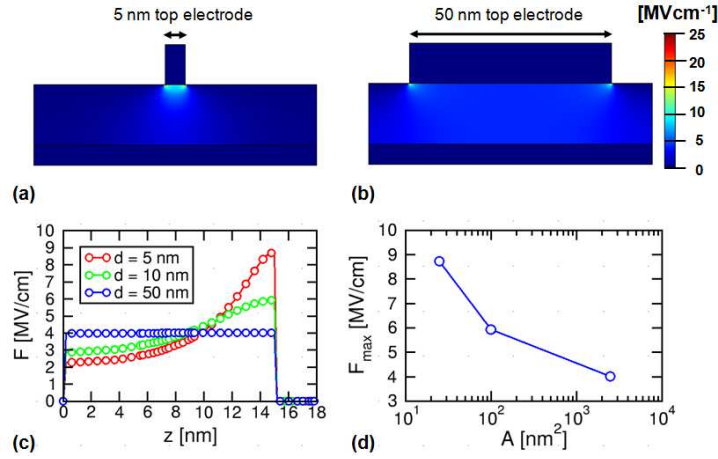 5 nm top electrode
50 nm top electrode
[MVcm⁻¹]
25
20
15
10
5
0
(a)
(b)
10
9
8
7
6
5
4
3
2
1
0
F [MV/cm]
d = 5 nm
d = 10 nm
d = 50 nm
0 2 4 6 8 10 12 14 16 18
z [nm]
(c)
10
9
8
7
6
5
4
3
Fmax [MV/cm]
10¹ 10² 10³ 10⁴
A [nm²]
(d)